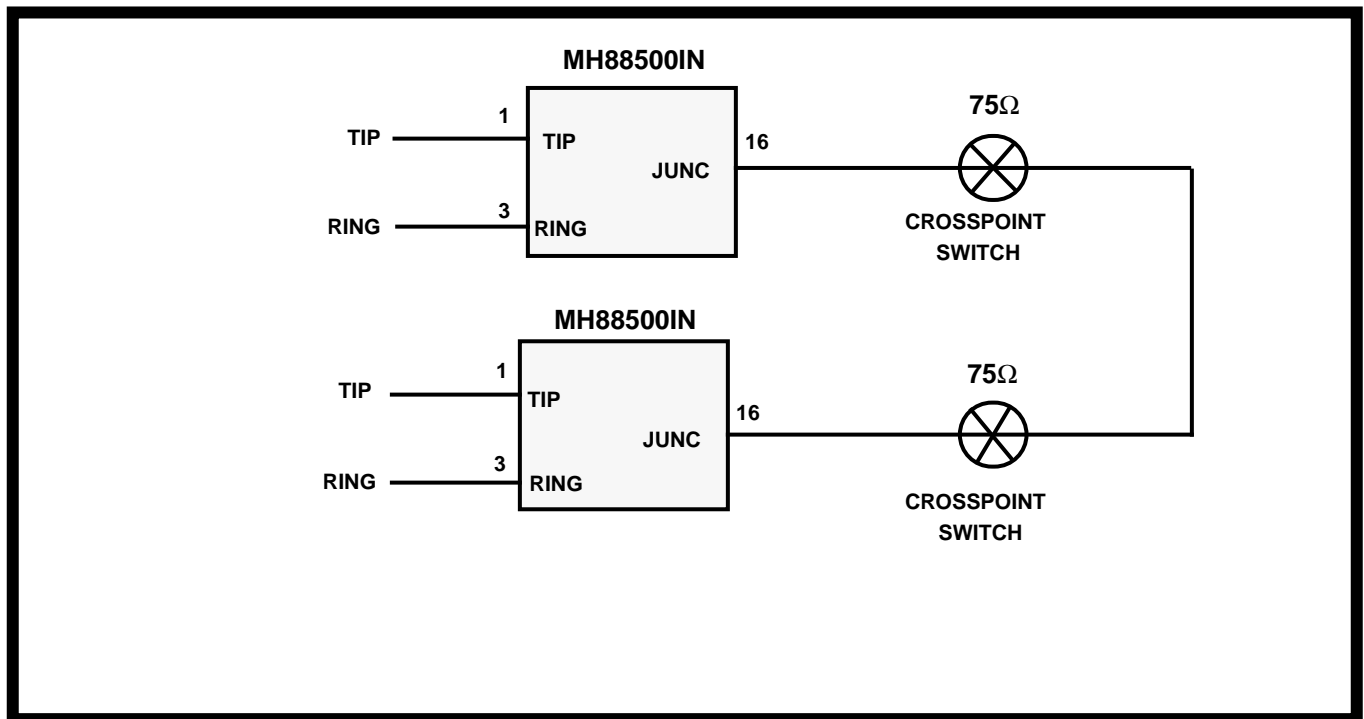 MH88500IN
75Ω
1
TIP
TIP
16
JUNC
3
RING
RING
CROSSPOINT
SWITCH
MH88500IN
75Ω
1
TIP
TIP
16
JUNC
3
RING
RING
CROSSPOINT
SWITCH